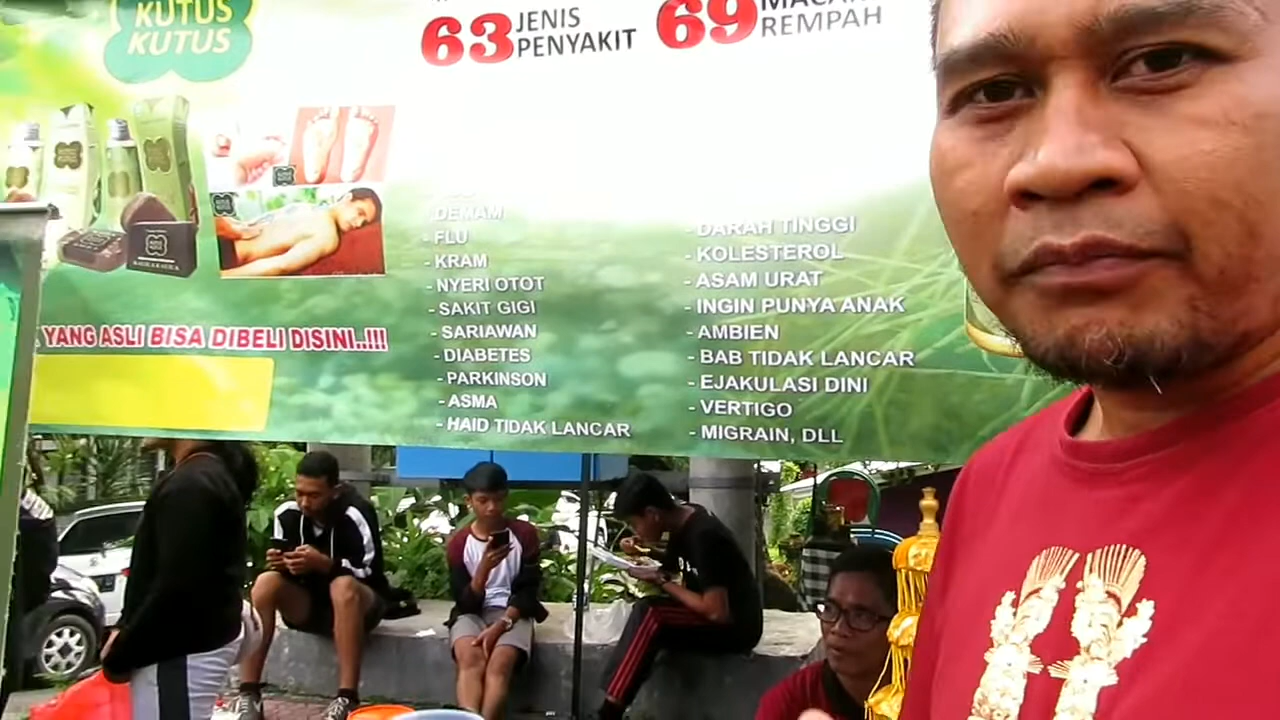 KUTUS
KUTUS
63 JENIS
PENYAKIT
69
REMPAH
YANG ASLI BISA DIBELI DISINI..!!!
- DEMAM
- FLU
- KRAM
- NYERI OTOT
- SAKIT GIGI
- SARIAWAN
- DIABETES
- PARKINSON
- ASMA
- HAID TIDAK LANCAR
- DARAH TINGGI
- KOLESTEROL
- ASAM URAT
- INGIN PUNYA ANAK
- AMBIEN
- BAB TIDAK LANCAR
- EJAKULASI DINI
- VERTIGO
- MIGRAIN, DLL